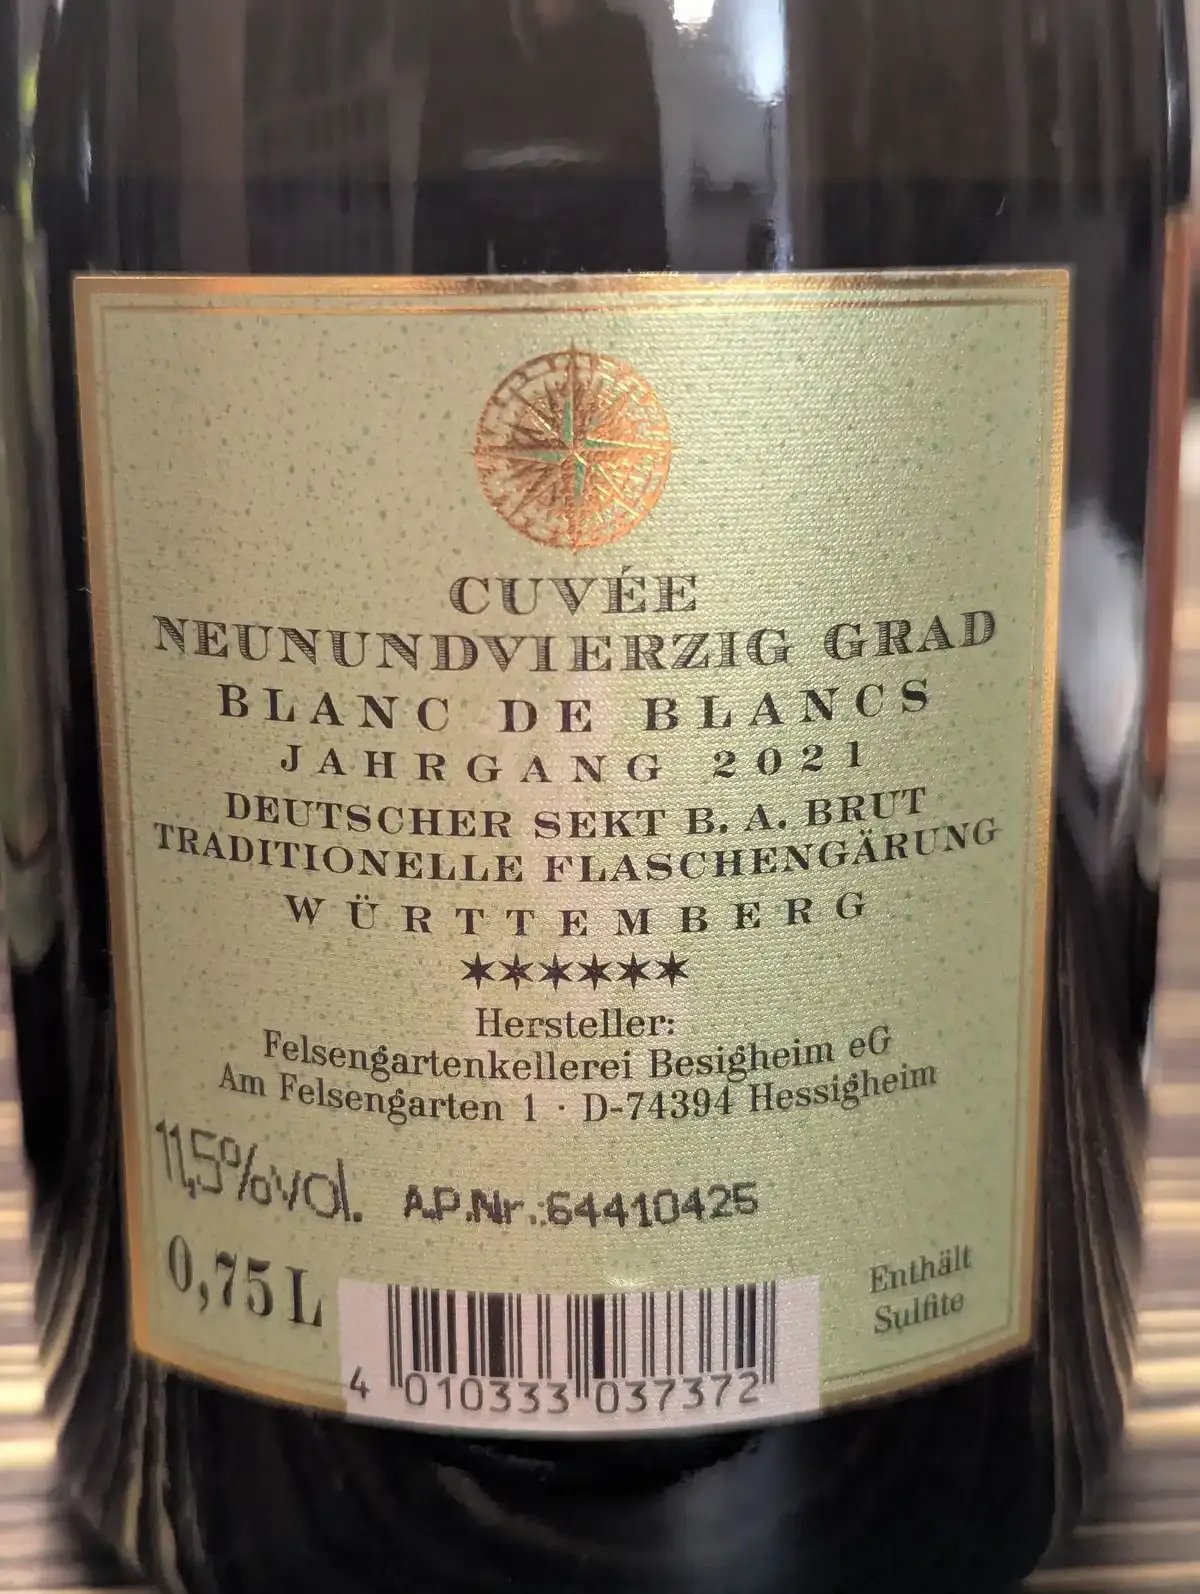 CUVÉE
NEUNUNDVIERZIG GRAD
BLANC DE BLANCS
JAHRGANG 2021
DEUTSCHER SEKT B. A. BRUT
TRADITIONELLE FLASCHENGÄRUNG
WÜRTTEMBERG
✶✶✶✶✶✶
Hersteller:
Felsengartenkellerei Besigheim eG
Am Felsengarten 1 · D-74394 Hessigheim
11,5%vol. A.P.Nr.:64410425
0,75 L
Enthält
Sulfite
4 010333 037372